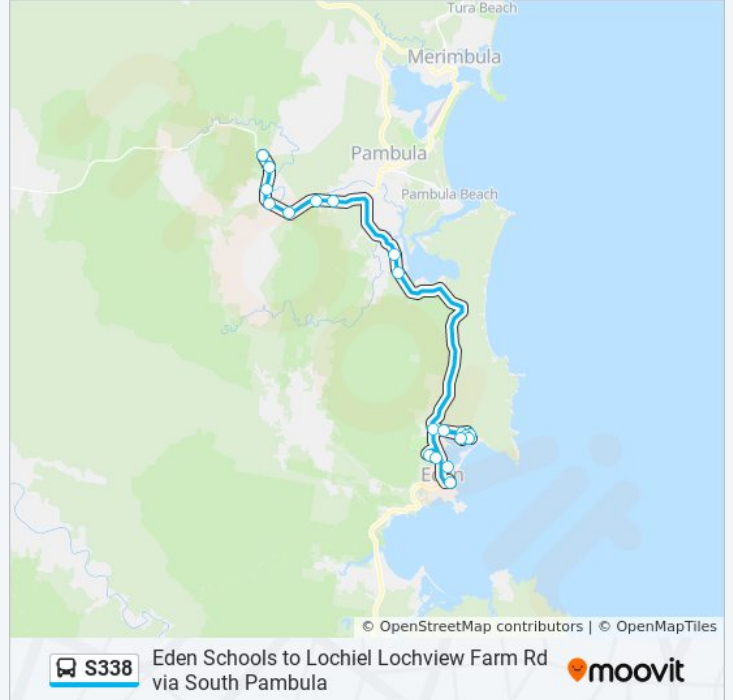 Tura Beach
Merimbula
Pambula
Pambula Beach
Eden
© OpenStreetMap contributors | © OpenMapTiles
S338
Eden Schools to Lochiel Lochview Farm Rd
via South Pambula
moovit